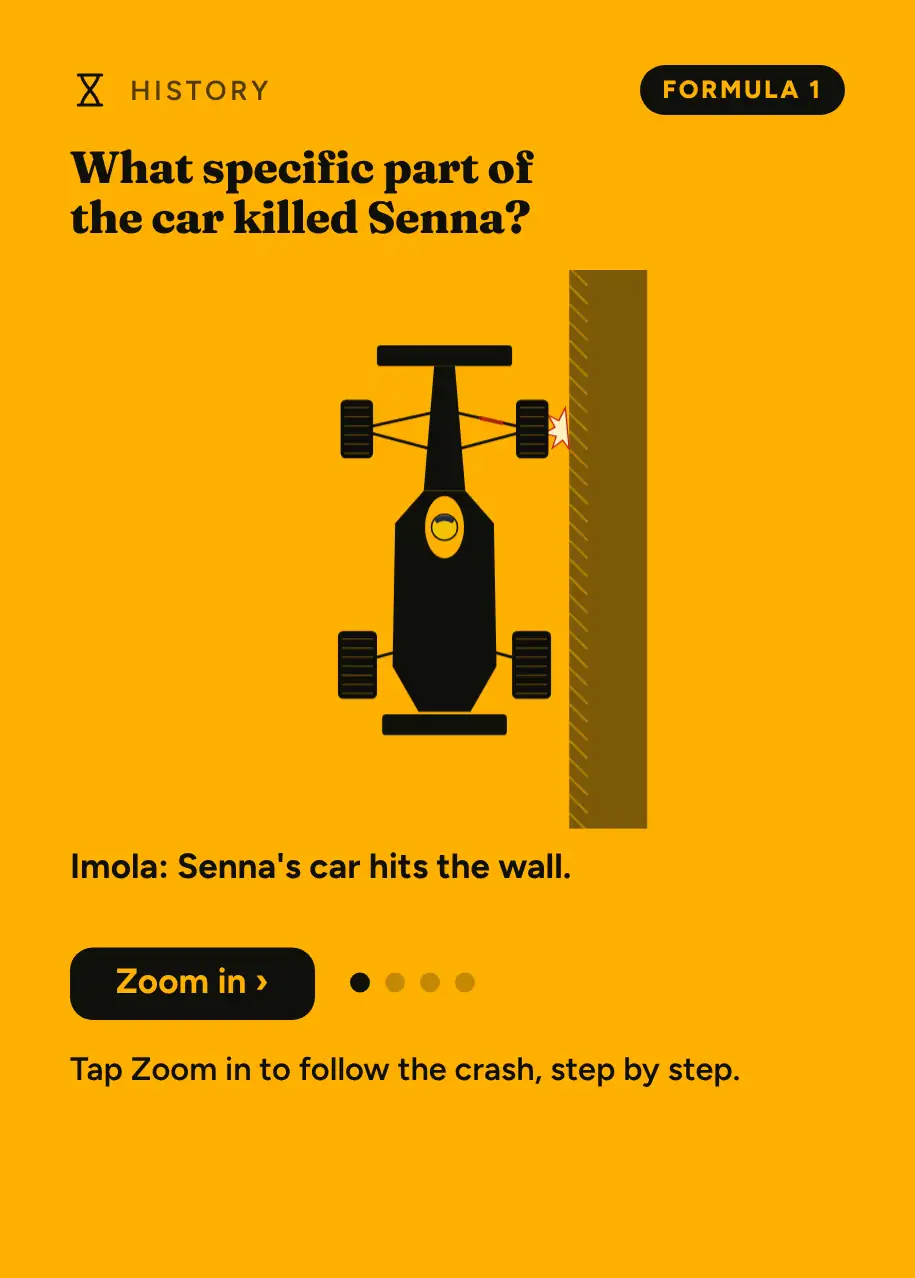 HISTORY
FORMULA 1
What specific part of
the car killed Senna?
Imola: Senna's car hits the wall.
Zoom in ›
Tap Zoom in to follow the crash, step by step.